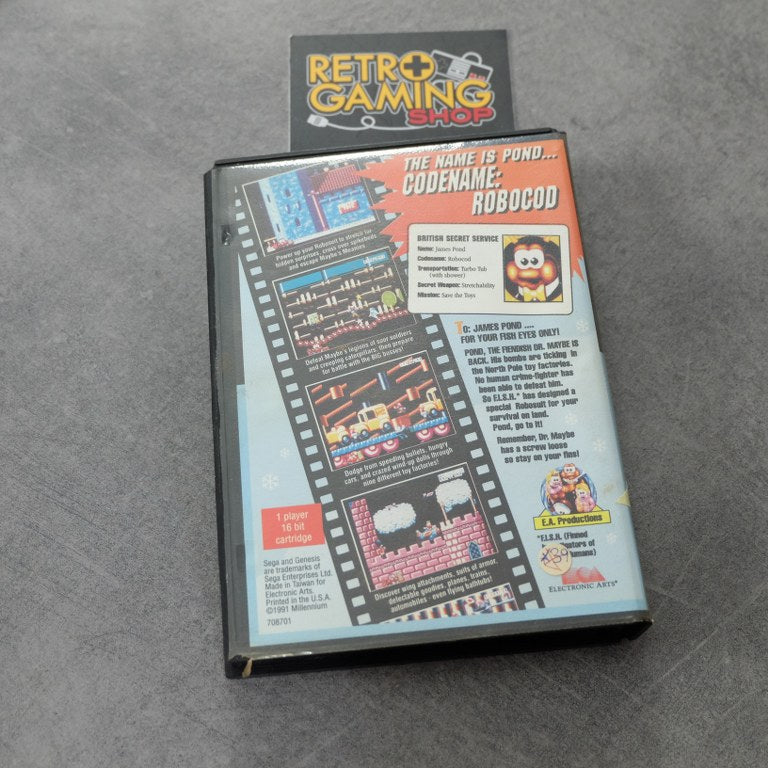 RETRO
GAMING
SHOP
THE NAME IS POND...
CODENAME:
ROBOCOD
BRITISH SECRET SERVICE
Name: James Pond
Codename: Robocod
Transportation: Turbo Tub
(with shower)
Secret Weapon: Stretchability
Mission: Save the Toys
Power up your Robosuit to stretch for
hidden surprises, cross over spikebeds
and escape Maybe's Meanies
Defeat Maybe's legions of toy soldiers
and creeping caterpillars, then prepare
for battle with the BIG bosses!
Dodge from speeding bullets, hungry
cars, and crazed wind up dolls through
nine different toy factories!
Discover wing attachments, suits of armor,
delectable goodies, planes, trains,
automobiles - even flying bathtubs!
TO: JAMES POND ....
FOR YOUR FISH EYES ONLY!
POND, THE FIENDISH DR. MAYBE IS
BACK. His bombs are ticking in
the North Pole toy factories.
No human crime-fighter has
been able to defeat him.
So F.I.S.H.* has designed a
special Robosuit for your
survival on land.
Pond, go to it!
Remember, Dr. Maybe
has a screw loose
so stay on your fins!
E.A. Productions
*F.I.S.H. (Finned
umans)
ELECTRONIC ARTS®
1 player
16 bit
cartridge
Sega and Genesis
are trademarks of
Sega Enterprises Ltd.
Made in Taiwan for
Electronic Arts.
Printed in the U.S.A.
©1991 Millennium
708701